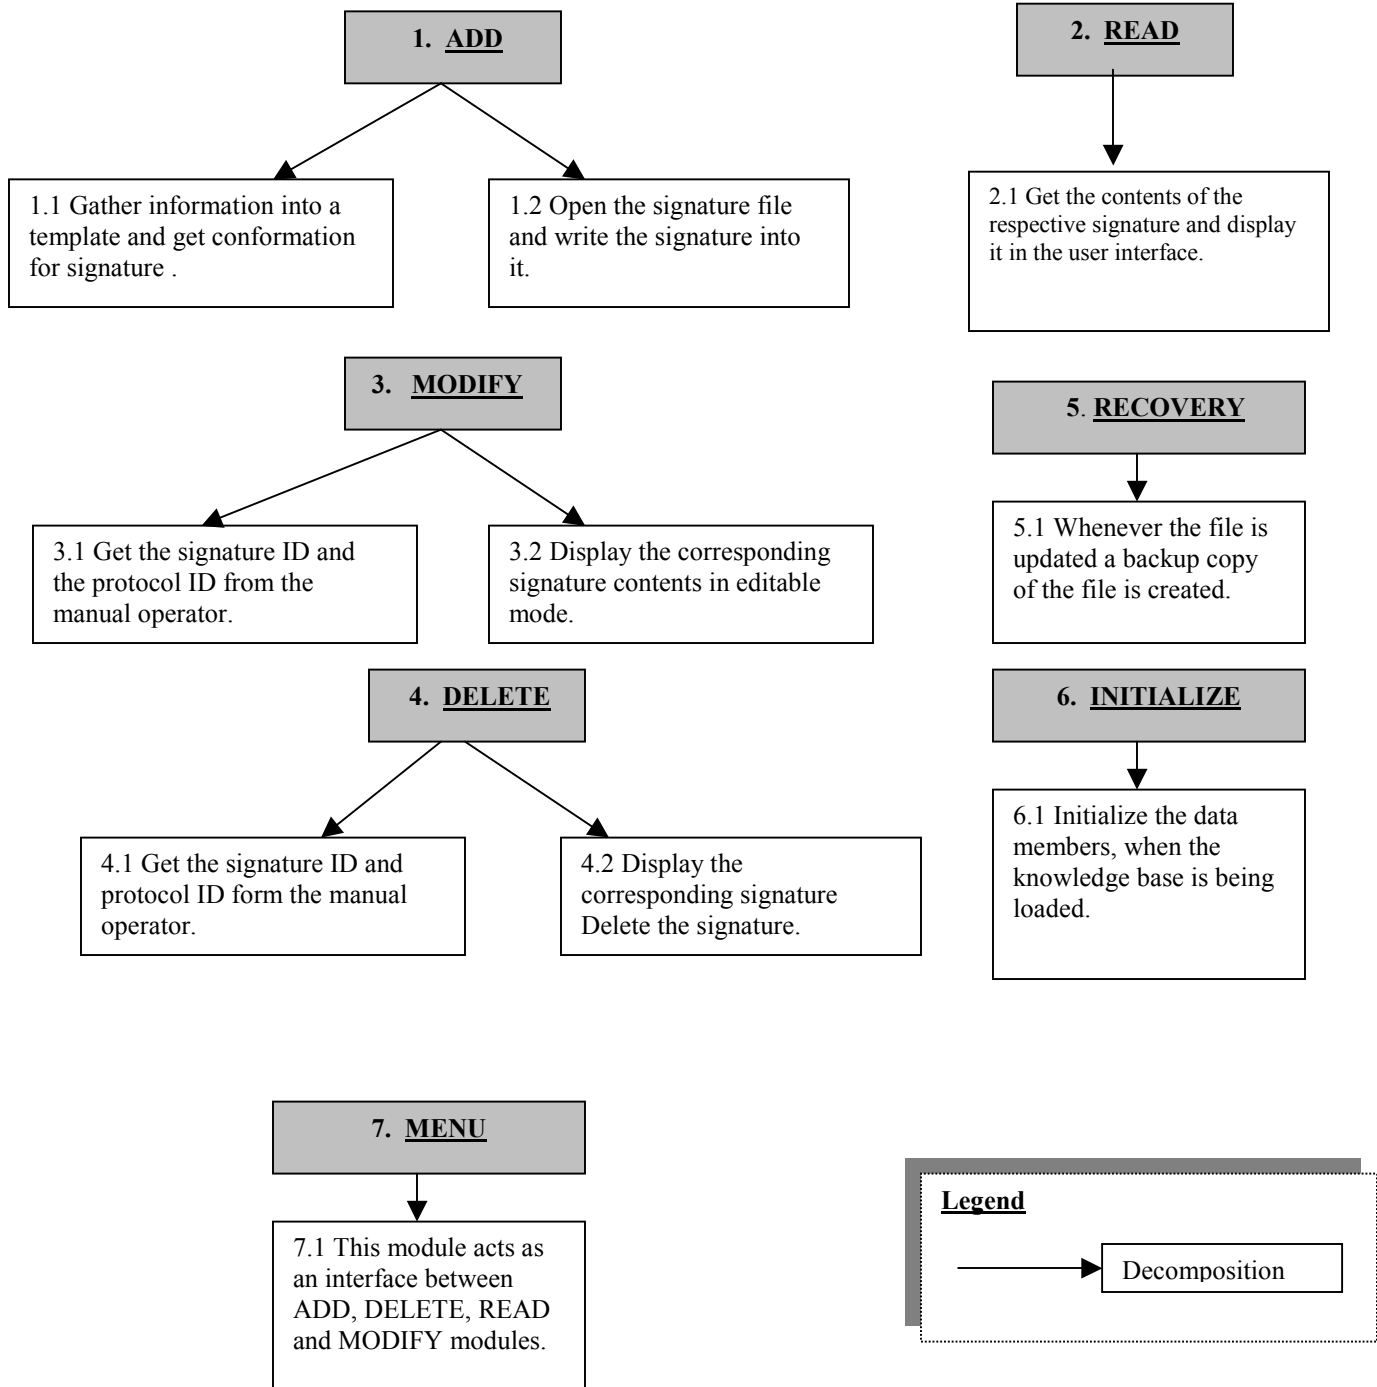 1. ADD
2. READ
1.1 Gather information into a
template and get conformation
for signature .
1.2 Open the signature file
and write the signature into
it.
2.1 Get the contents of the
respective signature and display
it in the user interface.
3. MODIFY
5. RECOVERY
3.1 Get the signature ID and
the protocol ID from the
manual operator.
3.2 Display the corresponding
signature contents in editable
mode.
5.1 Whenever the file is
updated a backup copy
of the file is created.
4. DELETE
6. INITIALIZE
4.1 Get the signature ID and
protocol ID form the manual
operator.
4.2 Display the
corresponding signature
Delete the signature.
6.1 Initialize the data
members, when the
knowledge base is being
loaded.
7. MENU
7.1 This module acts as
an interface between
ADD, DELETE, READ
and MODIFY modules.
Legend
Decomposition